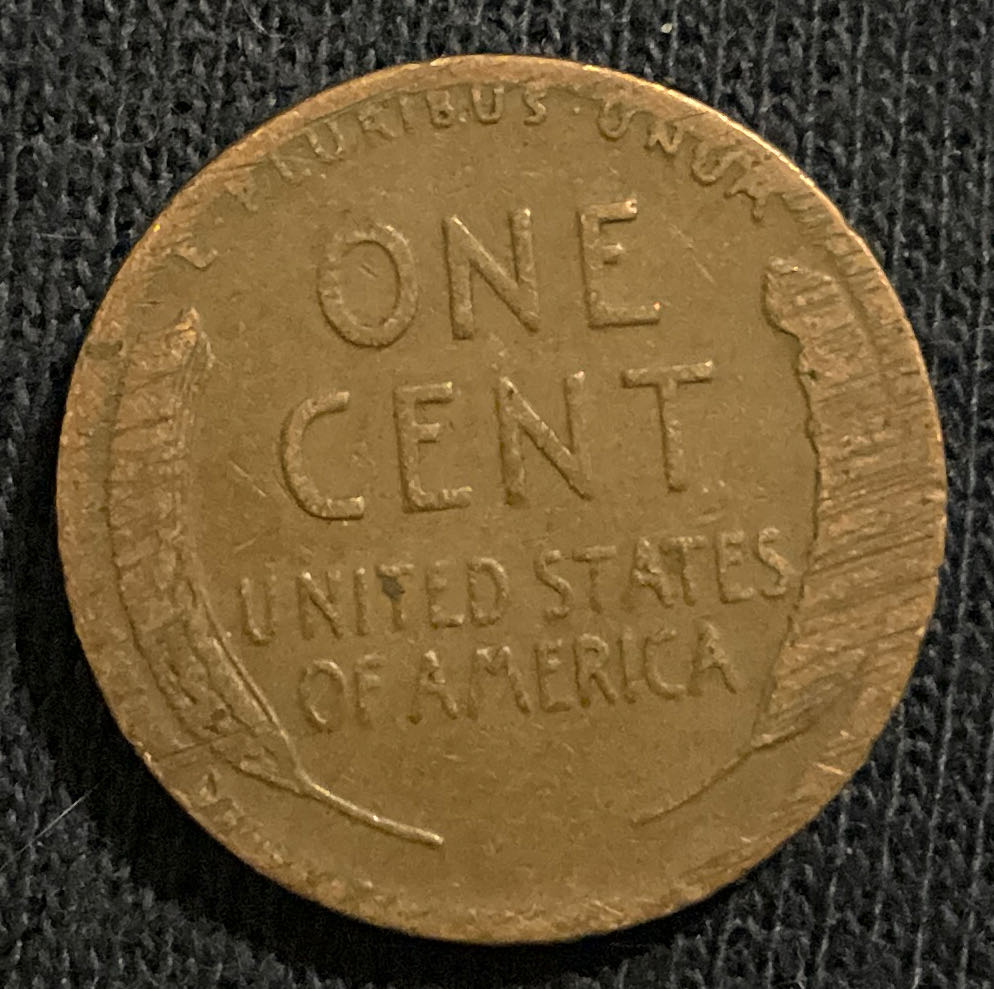 E PLURIBUS · UNUM
ONE
CENT
UNITED STATES
OF AMERICA